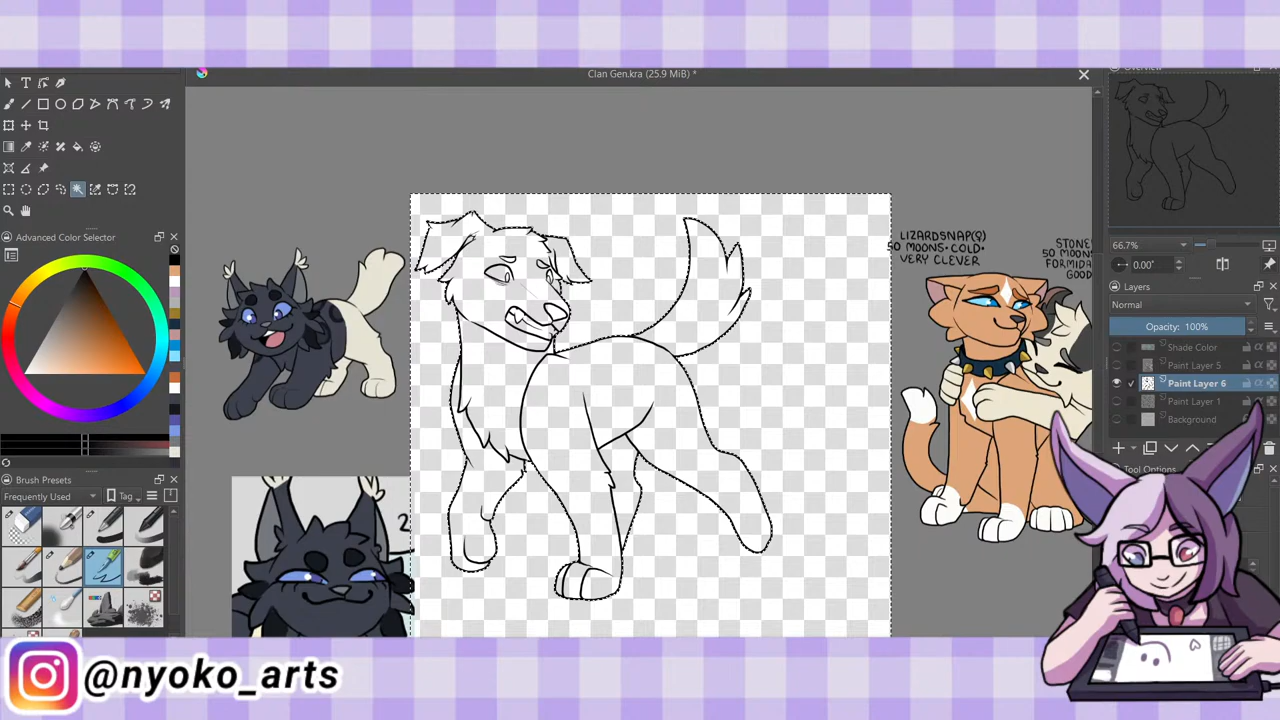 Clan Gen.kra (25.9 MiB) *
Advanced Color Selector
Brush Presets
Frequently Used
Tag
LIZARDSNAP(♀)
50 MOONS • COLD •
VERY CLEVER
50 MOONS
GOOD
2
66.7%
0.00°
Layers
Normal
Opacity: 100%
Shade Color
Paint Layer 5
Paint Layer 6
Paint Layer 1
Background
Tool Options
@nyoko_arts